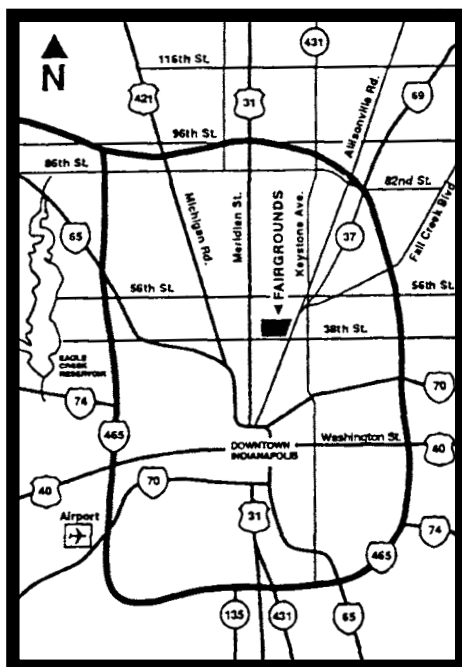 N
431
116th St.
421
31
69
Allisonville Rd.
96th St.
86th St.
82nd St.
Michigan Rd.
Meridian St.
FAIRGROUNDS
Keystone Ave.
37
Fall Creek Blvd.
65
56th St.
56th St.
38th St.
EAGLE
CREEK
RESERVOIR
74
70
465
DOWNTOWN
INDIANAPOLIS
Washington St.
40
40
70
31
Airport
74
465
135
431
65